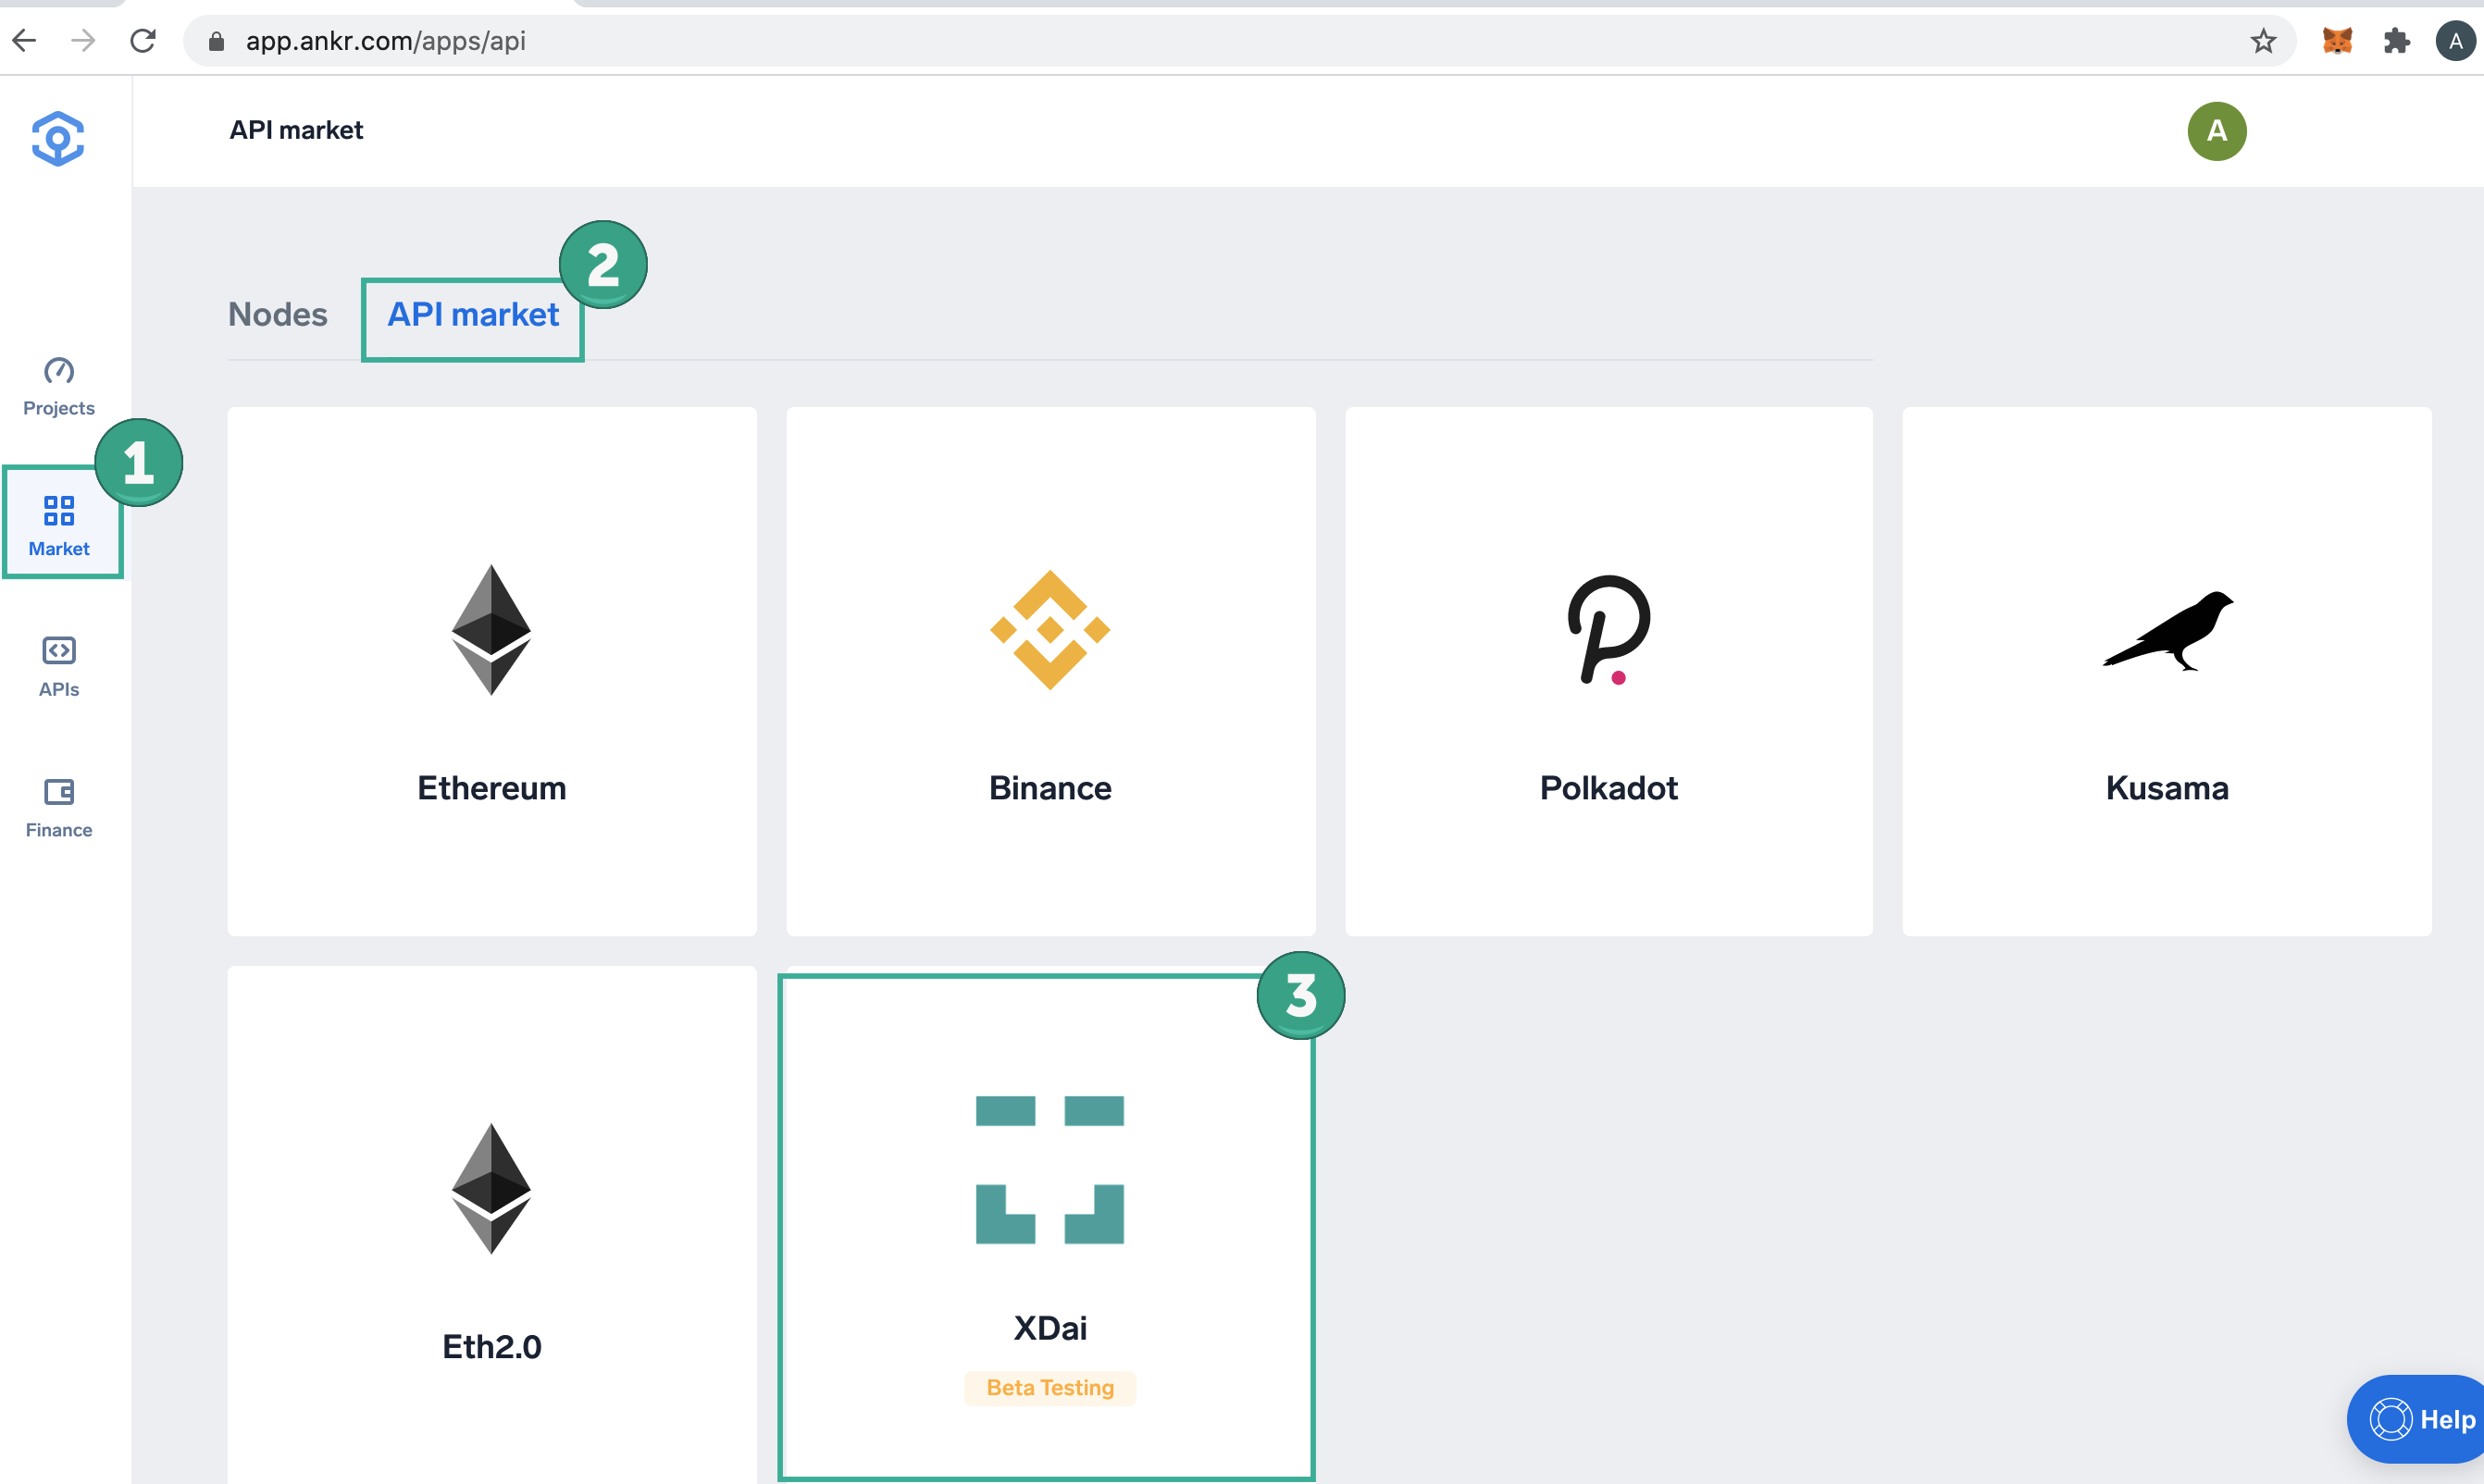 app.ankr.com/apps/api
A
API market
A
2
Nodes
API market
Projects
1
Market
APIs
Finance
Ethereum
Binance
Polkadot
Kusama
3
XDai
Eth2.0
Beta Testing
Help